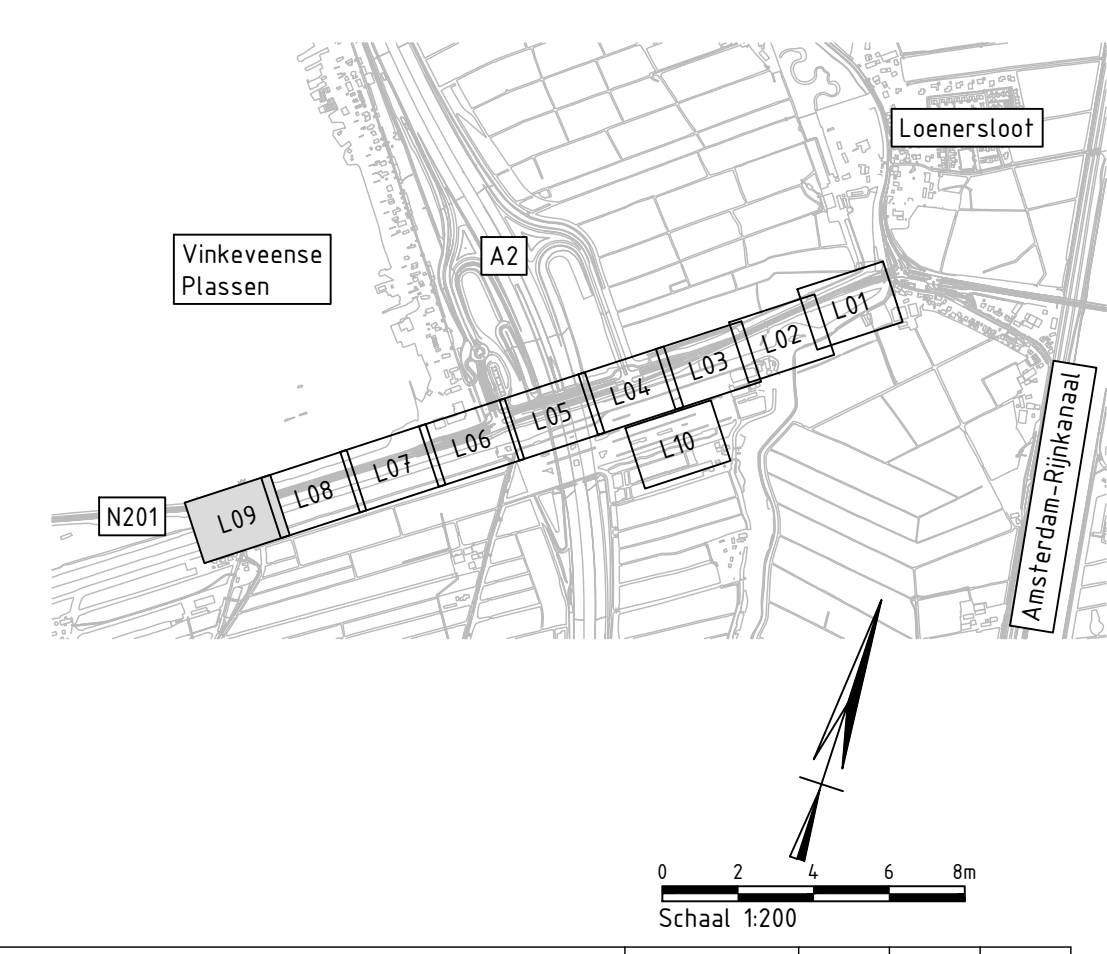 Loenersloot
Vinkeveense
Plassen
A2
L01
L02
L03
L04
L05
L06
L07
L08
L09
L10
N201
Amsterdam-Rijnkanaal
0 2 4 6 8m
Schaal 1:200